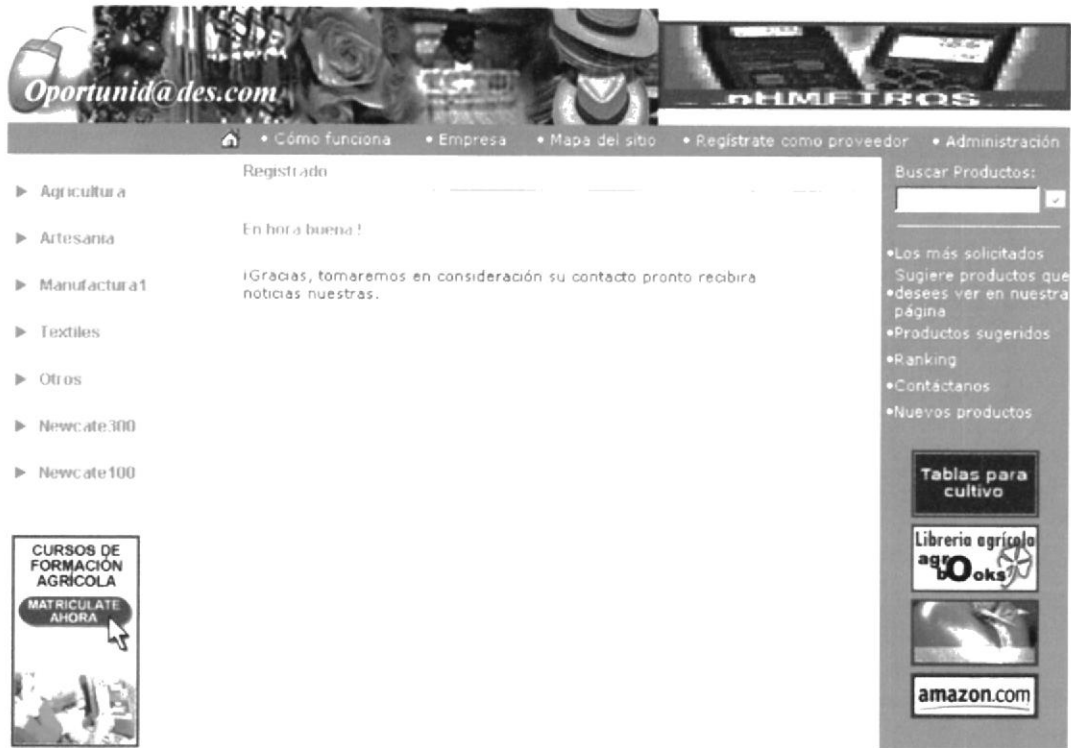 Oportunid@des.com
pHMETROS
• Cómo funciona • Empresa • Mapa del sitio • Regístrate como proveedor • Administración
Agricultura
Artesania
Manufactura1
Textiles
Otros
Newcate300
Newcate100
CURSOS DE
FORMACIÓN
AGRÍCOLA
MATRICULATE
AHORA
Registrado
En hora buena !
¡Gracias, tomaremos en consideración su contacto pronto recibira
noticias nuestras.
Buscar Productos:
•Los más solicitados
Sugiere productos que
•desees ver en nuestra
página
•Productos sugeridos
•Ranking
•Contáctanos
•Nuevos productos
Tablas para
cultivo
Libreria agrícola
agrobOoks
amazon.com